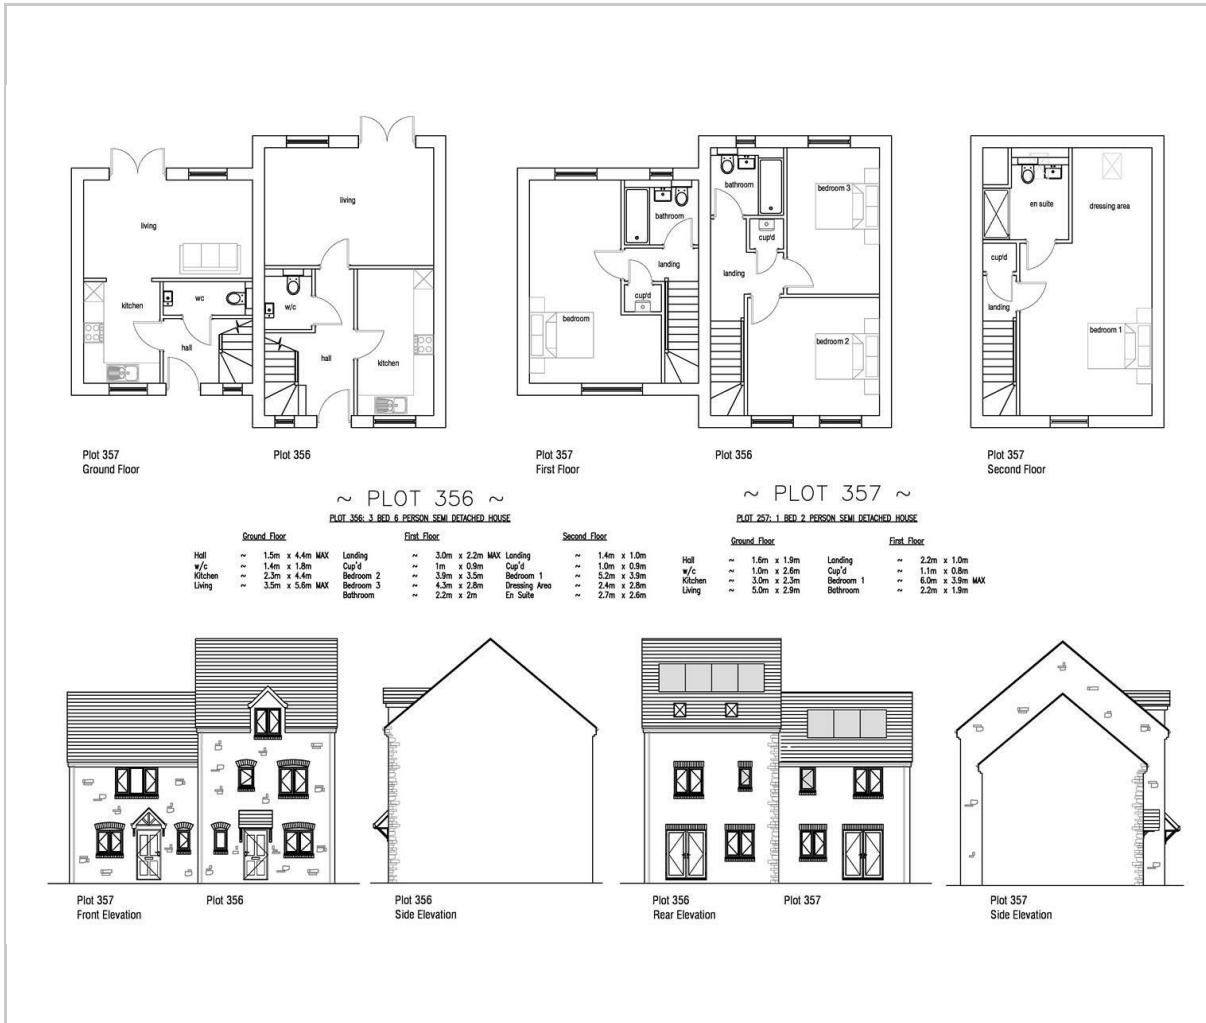 living
living
kitchen
wc
w/c
hall
hall
kitchen
Plot 357
Ground Floor
Plot 356
bathroom
bathroom
bedroom 3
cup'd
landing
landing
cup'd
bedroom
bedroom 2
Plot 357
First Floor
Plot 356
en suite
dressing area
cup'd
landing
bedroom 1
Plot 357
Second Floor
~ PLOT 356 ~
PLOT 356: 3 BED 6 PERSON SEMI DETACHED HOUSE
Ground Floor First Floor Second Floor
Hall ~ 1.5m x 4.4m MAX Landing ~ 3.0m x 2.2m MAX Landing ~ 1.4m x 1.0m
w/c ~ 1.4m x 1.8m Cup'd ~ 1m x 0.9m Cup'd ~ 1.0m x 0.9m
Kitchen ~ 2.3m x 4.4m Bedroom 2 ~ 3.9m x 3.5m Bedroom 1 ~ 5.2m x 3.9m
Living ~ 3.5m x 5.6m MAX Bedroom 3 ~ 4.3m x 2.8m Dressing Area ~ 2.4m x 2.8m
Bathroom ~ 2.2m x 2m En Suite ~ 2.7m x 2.6m
~ PLOT 357 ~
PLOT 257: 1 BED 2 PERSON SEMI DETACHED HOUSE
Ground Floor First Floor
Hall ~ 1.6m x 1.9m Landing ~ 2.2m x 1.0m
w/c ~ 1.0m x 2.6m Cup'd ~ 1.1m x 0.8m
Kitchen ~ 3.0m x 2.3m Bedroom 1 ~ 6.0m x 3.9m MAX
Living ~ 5.0m x 2.9m Bathroom ~ 2.2m x 1.9m
Plot 357
Front Elevation
Plot 356
Plot 356
Side Elevation
Plot 356
Rear Elevation
Plot 357
Plot 357
Side Elevation